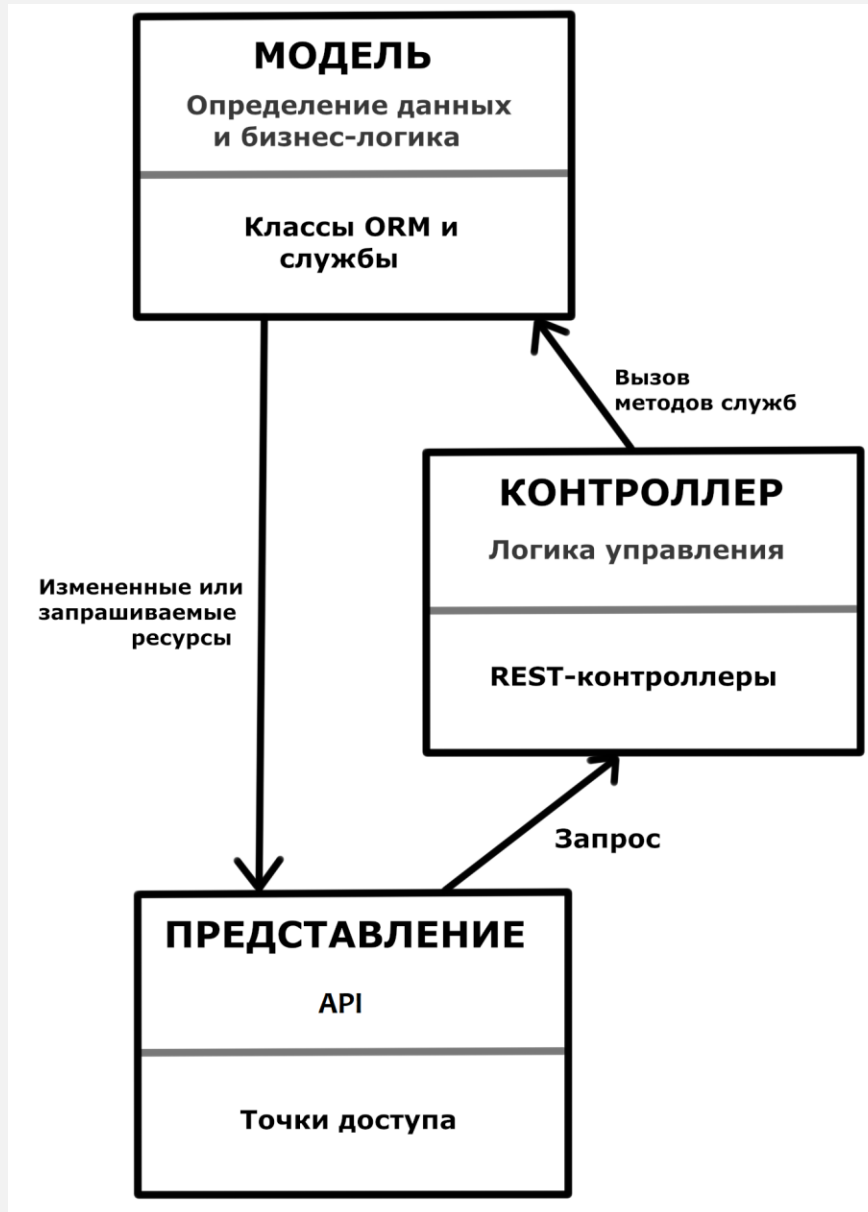 МОДЕЛЬ
Определение данных
и бизнес-логика
Классы ORM и
службы
Вызов
методов служб
КОНТРОЛЛЕР
Логика управления
REST-контроллеры
Измененные или
запрашиваемые
ресурсы
Запрос
ПРЕДСТАВЛЕНИЕ
API
Точки доступа